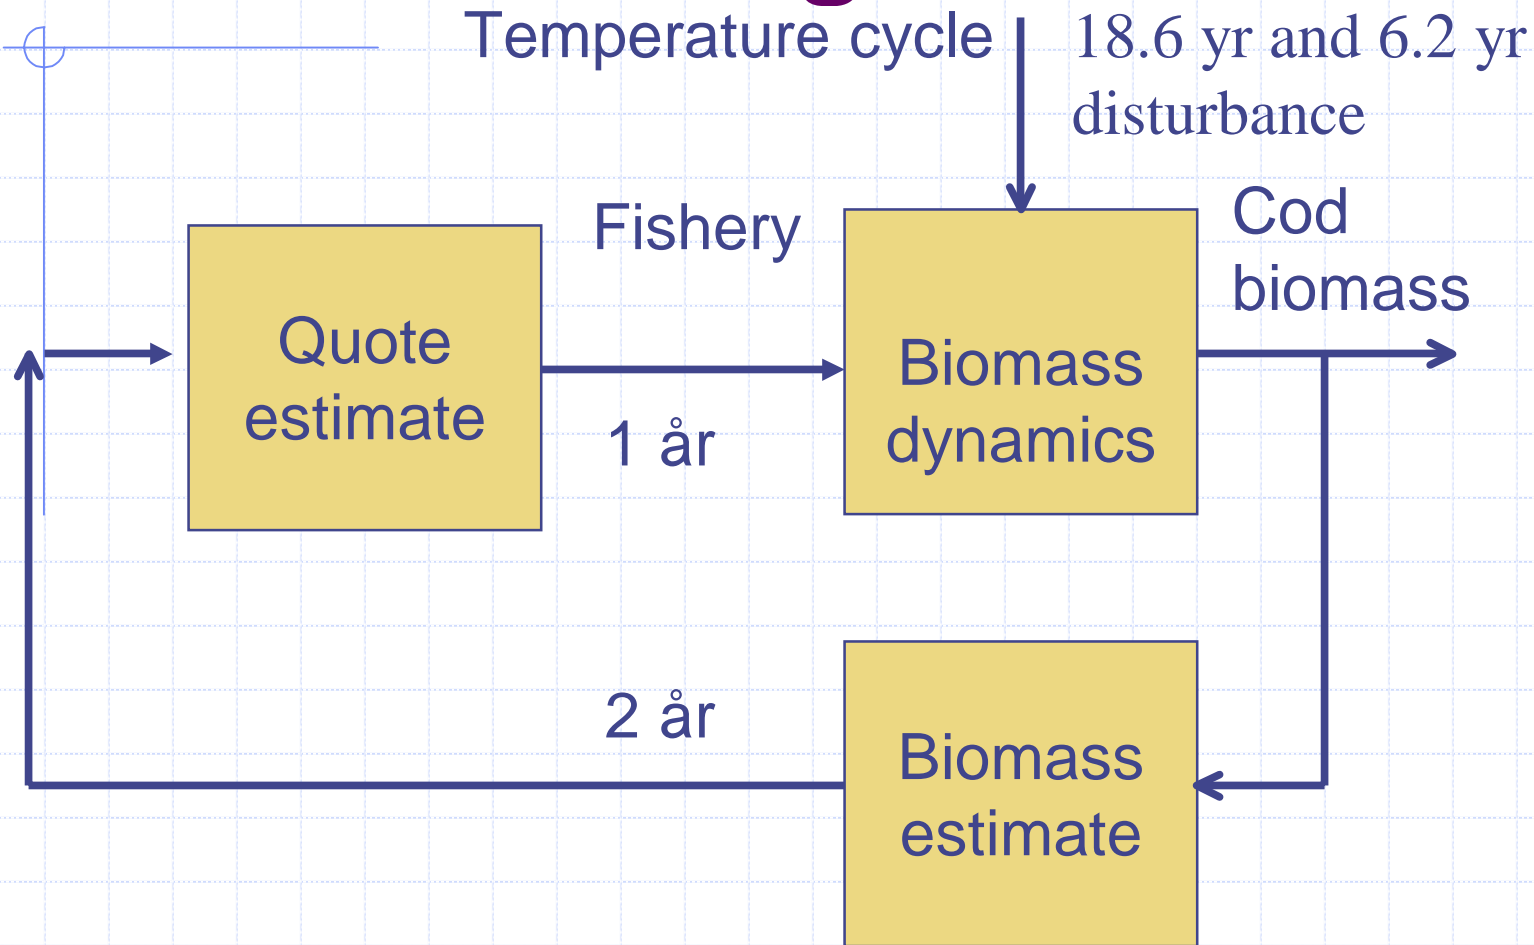 Temperature cycle
18.6 yr and 6.2 yr
disturbance
Cod
biomass
Fishery
Quote
estimate
Biomass
dynamics
1 år
2 år
Biomass
estimate